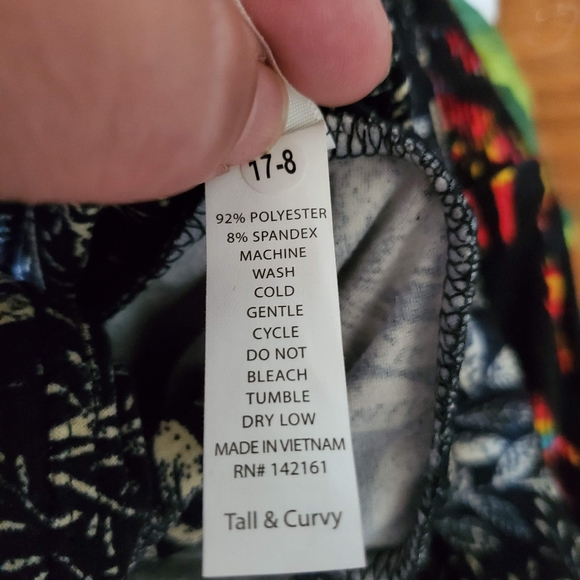 17-8
92% POLYESTER
8% SPANDEX
MACHINE
WASH
COLD
GENTLE
CYCLE
DO NOT
BLEACH
TUMBLE
DRY LOW
MADE IN VIETNAM
RN# 142161
Tall & Curvy